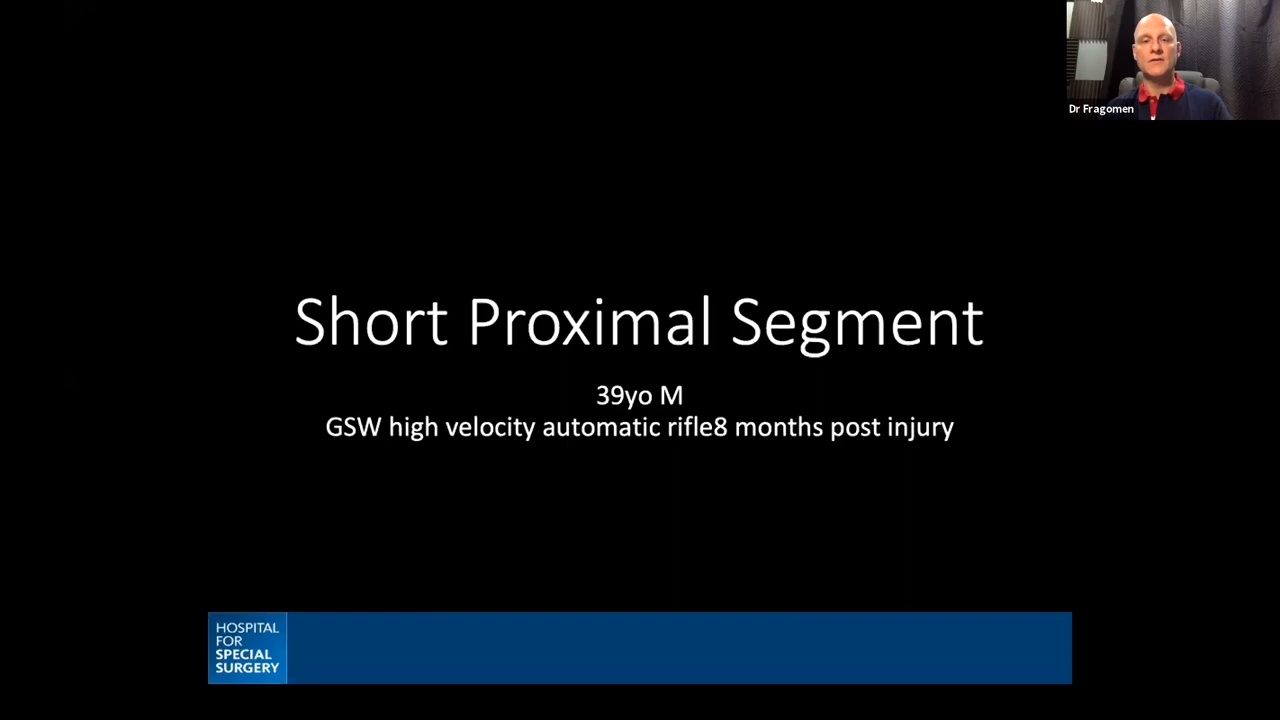 Dr Fragomen
Short Proximal Segment
39yo M
GSW high velocity automatic rifle8 months post injury
HOSPITAL
FOR
SPECIAL
SURGERY